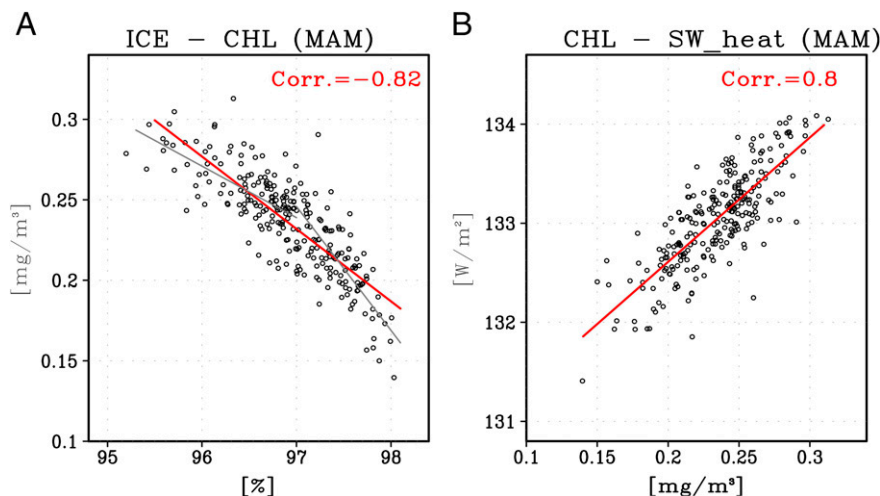 A
ICE − CHL (MAM)
Corr.=−0.82
[mg/m³]
0.3
0.25
0.2
0.15
0.1
95
96
97
98
[%]
B
CHL − SW_heat (MAM)
Corr.=0.8
[W/m²]
134
133
132
131
0.1
0.15
0.2
0.25
0.3
[mg/m³]